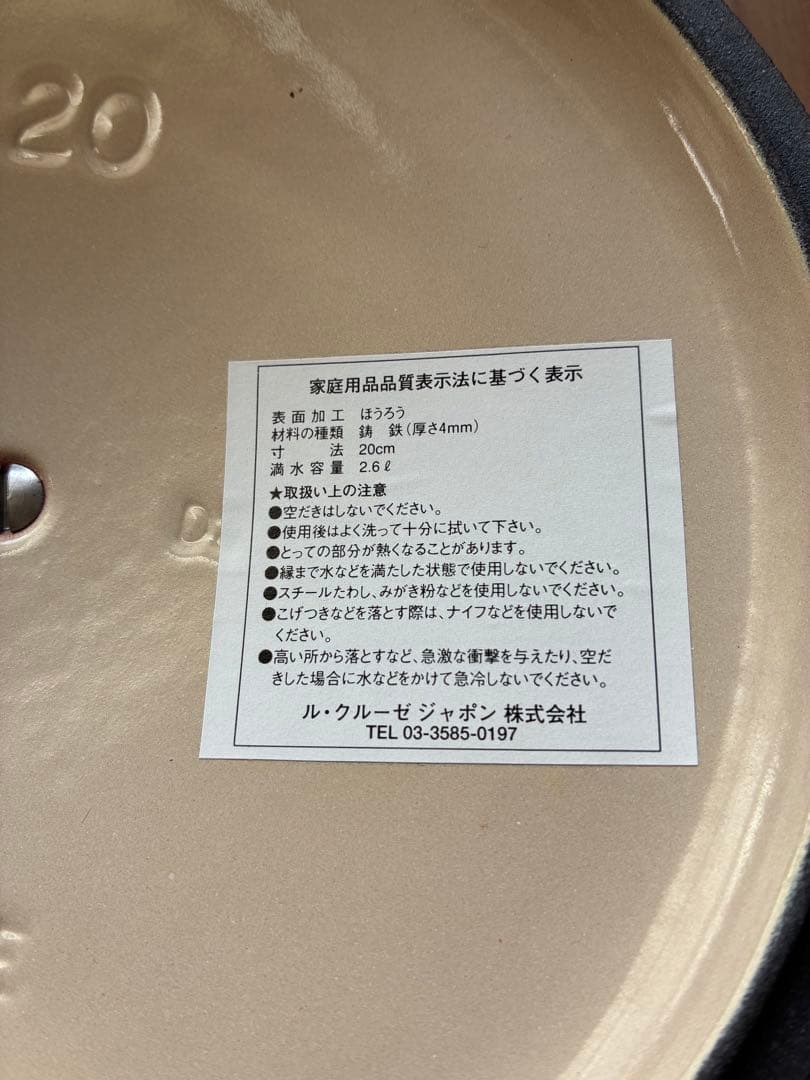 20
家庭用品品質表示法に基づく表示
表面加工 ほうろう
材料の種類 鋳 鉄(厚さ4mm)
寸 法 20cm
満水容量 2.6ℓ
★取扱い上の注意
●空だきはしないでください。
●使用後はよく洗って十分に拭いて下さい。
●とっての部分が熱くなることがあります。
●縁まで水などを満たした状態で使用しないでください。
●スチールたわし、みがき粉などを使用しないでください。
●こげつきなどを落とす際は、ナイフなどを使用しないで
ください。
●高い所から落とすなど、急激な衝撃を与えたり、空だ
きした場合に水などをかけて急冷しないでください。
ル・クルーゼ ジャポン 株式会社
TEL 03-3585-0197